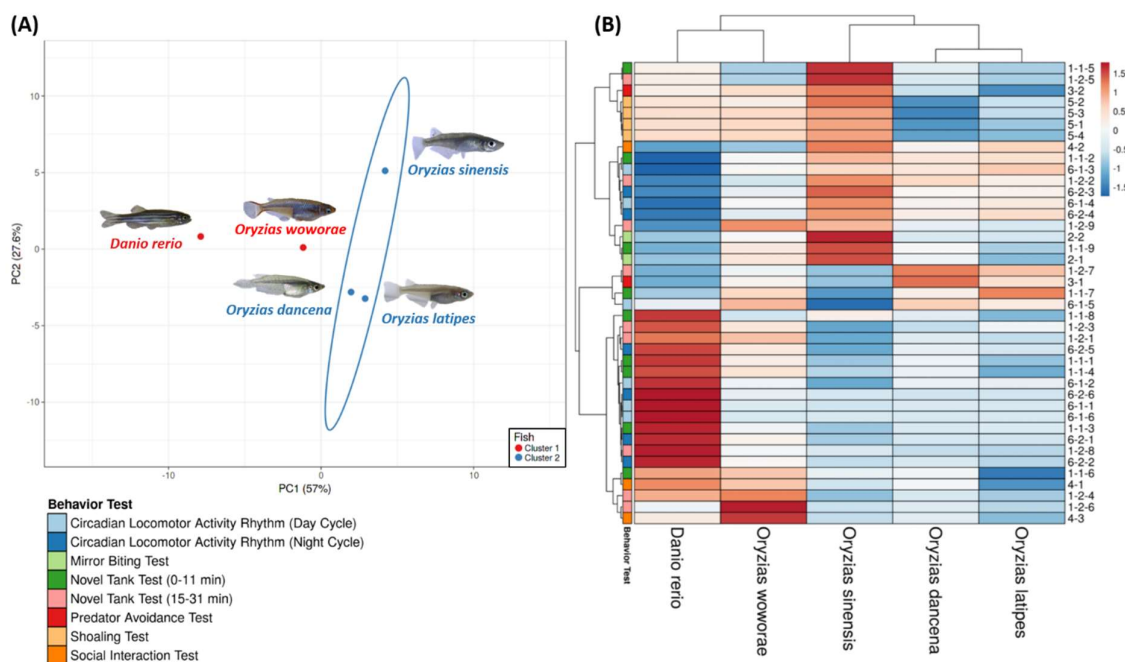 (A)
(B)
10
5
0
-5
-10
PC2 (27.6%)
-10
0
10
PC1 (57%)
Oryzias sinensis
Oryzias woworae
Danio rerio
Oryzias dancena
Oryzias latipes
Fish
Cluster 1
Cluster 2
Behavior Test
Circadian Locomotor Activity Rhythm (Day Cycle)
Circadian Locomotor Activity Rhythm (Night Cycle)
Mirror Biting Test
Novel Tank Test (0-11 min)
Novel Tank Test (15-31 min)
Predator Avoidance Test
Shoaling Test
Social Interaction Test
1-1-5
1-2-5
3-2
5-2
5-3
5-1
5-4
4-2
1-1-2
6-1-3
1-2-2
6-2-3
6-1-4
6-2-4
1-2-9
2-2
1-1-9
2-1
1-2-7
3-1
1-1-7
6-1-5
1-1-8
1-2-3
1-2-1
6-2-5
1-1-1
1-1-4
6-1-2
6-2-6
6-1-1
6-1-6
1-1-3
6-2-1
1-2-8
6-2-2
1-1-6
4-1
1-2-4
1-2-6
4-3
1.5
1
0.5
0
-0.5
-1
-1.5
Behavior Test
Danio rerio
Oryzias woworae
Oryzias sinensis
Oryzias dancena
Oryzias latipes